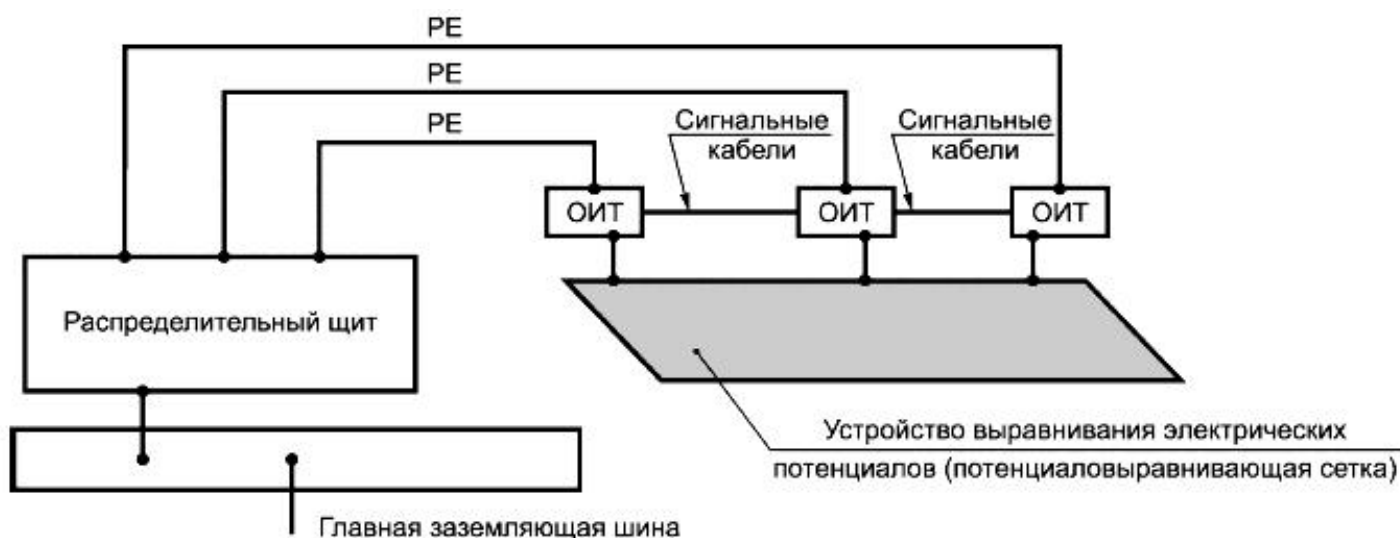 PE
PE
PE
Сигнальные
кабели
Сигнальные
кабели
ОИТ
ОИТ
ОИТ
Распределительный щит
Устройство выравнивания электрических
потенциалов (потенциаловыравнивающая сетка)
Главная заземляющая шина